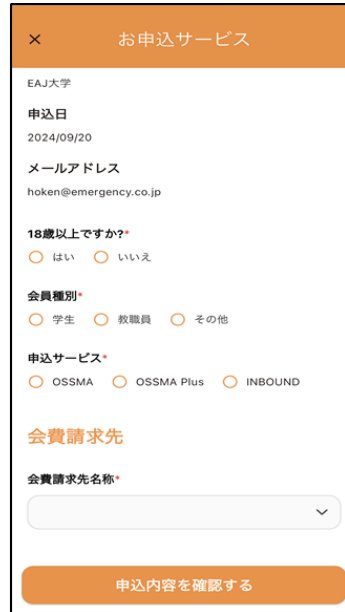 × お申込サービス
EAJ大学
申込日
2024/09/20
メールアドレス
hoken@emergency.co.jp
18歳以上ですか?*
はい いいえ
会員種別*
学生 教職員 その他
申込サービス*
OSSMA OSSMA Plus INBOUND
会費請求先
会費請求先名称*
申込内容を確認する